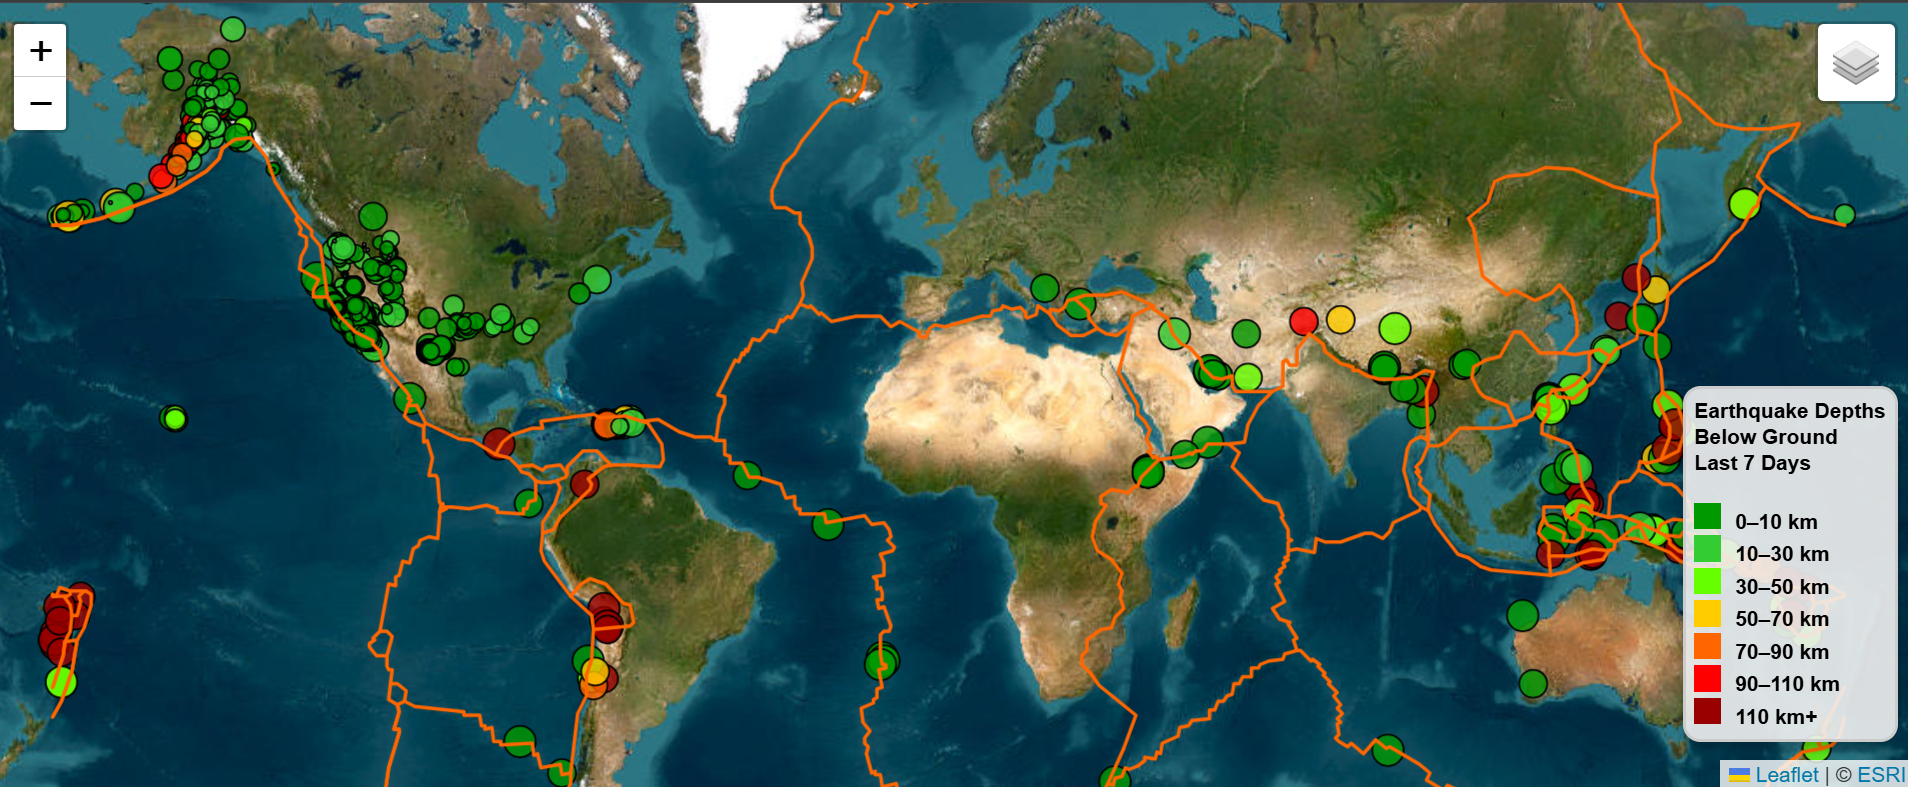 +
−
Earthquake Depths
Below Ground
Last 7 Days
0–10 km
10–30 km
30–50 km
50–70 km
70–90 km
90–110 km
110 km+
Leaflet | © ESRI